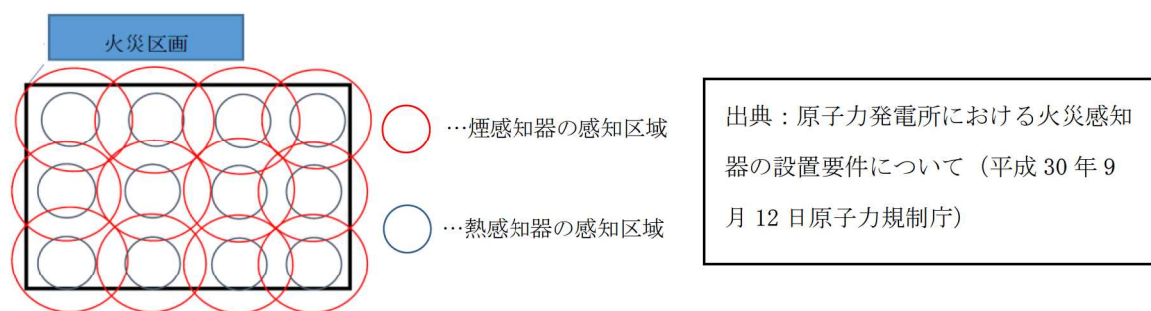 火災区画
…煙感知器の感知区域
…熱感知器の感知区域
出典：原子力発電所における火災感知
器の設置要件について（平成 30 年 9
月 12 日原子力規制庁）